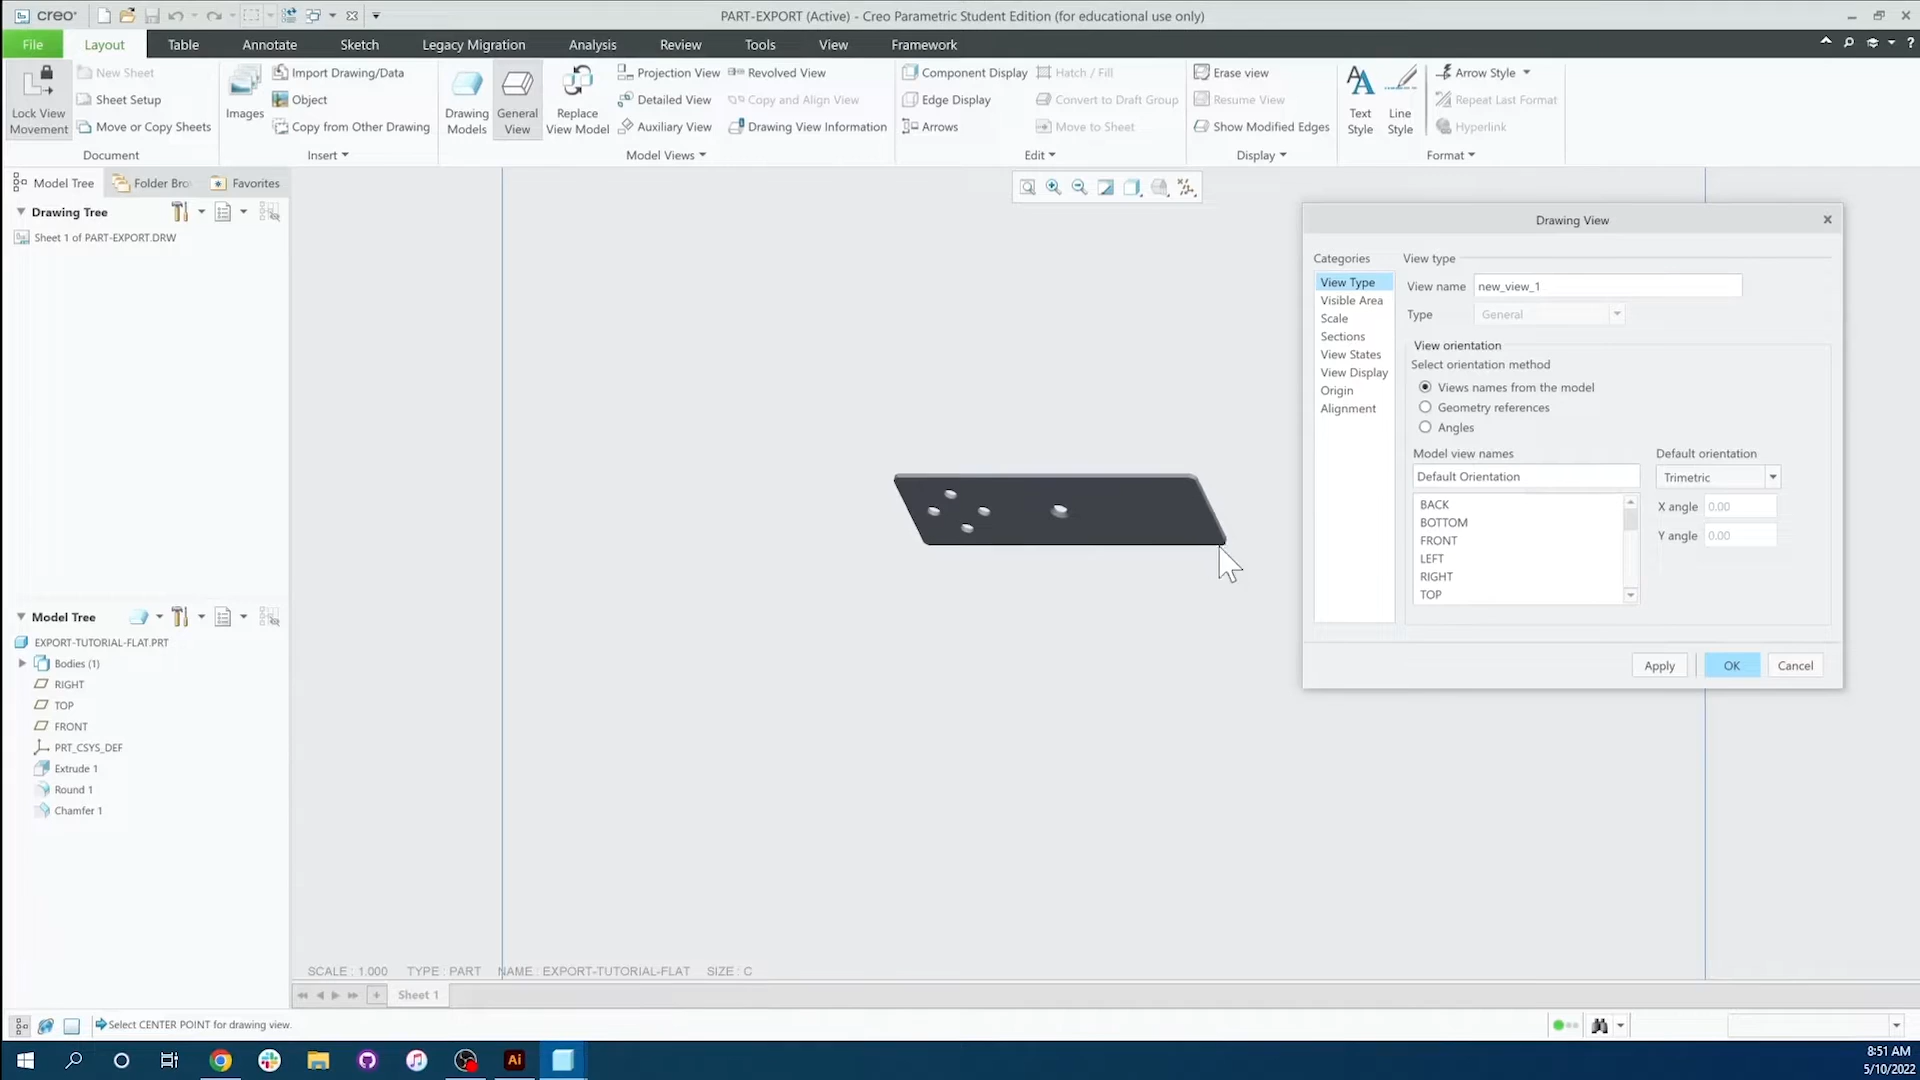 creo®
PART-EXPORT (Active) - Creo Parametric Student Edition (for educational use only)
File Layout Table Annotate Sketch Legacy Migration Analysis Review Tools View Framework
Lock View Movement
New Sheet
Sheet Setup
Move or Copy Sheets
Document
Images
Import Drawing/Data
Object
Copy from Other Drawing
Insert
Drawing Models
General View
Replace View Model
Projection View
Detailed View
Auxiliary View
Revolved View
Copy and Align View
Drawing View Information
Model Views
Component Display
Edge Display
Arrows
Hatch / Fill
Convert to Draft Group
Move to Sheet
Edit
Erase view
Resume View
Show Modified Edges
Display
Text Style
Line Style
Arrow Style
Repeat Last Format
Hyperlink
Format
Model Tree Folder Bro Favorites
Drawing Tree
Sheet 1 of PART-EXPORT.DRW
Model Tree
EXPORT-TUTORIAL-FLAT.PRT
Bodies (1)
RIGHT
TOP
FRONT
PRT_CSYS_DEF
Extrude 1
Round 1
Chamfer 1
Drawing View
Categories
View Type
Visible Area
Scale
Sections
View States
View Display
Origin
Alignment
View type
View name new_view_1
Type General
View orientation
Select orientation method
Views names from the model
Geometry references
Angles
Model view names
Default Orientation
BACK
BOTTOM
FRONT
LEFT
RIGHT
TOP
Default orientation
Trimetric
X angle 0.00
Y angle 0.00
Apply OK Cancel
SCALE : 1.000 TYPE : PART NAME : EXPORT-TUTORIAL-FLAT SIZE : C
Sheet 1
Select CENTER POINT for drawing view.
Ai
8:51 AM
5/10/2022